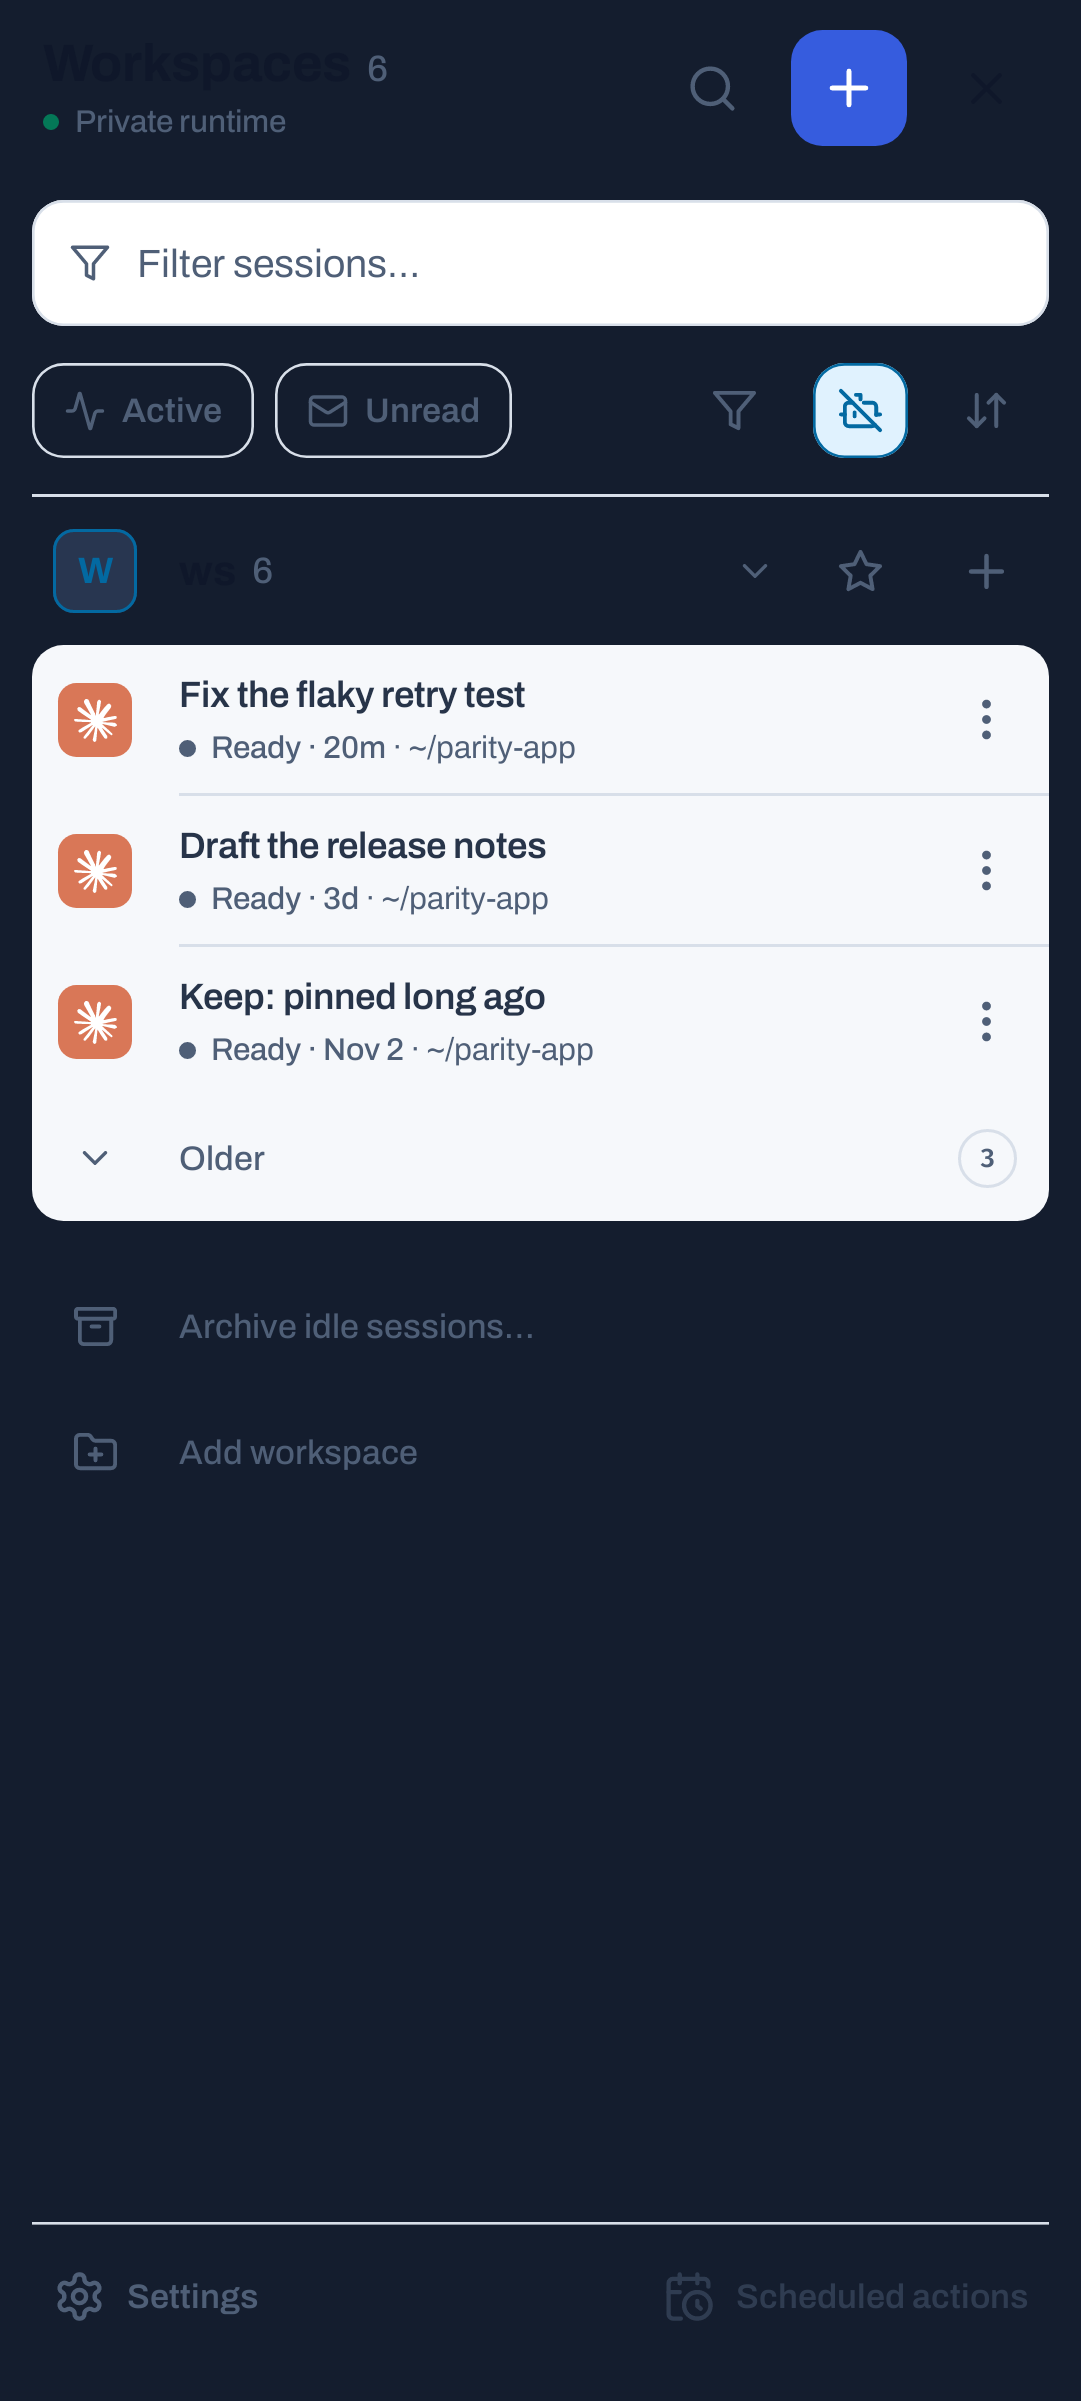 Workspaces 6
Private runtime
Filter sessions...
Active Unread
W ws 6
Fix the flaky retry test
Ready · 20m · ~/parity-app
Draft the release notes
Ready · 3d · ~/parity-app
Keep: pinned long ago
Ready · Nov 2 · ~/parity-app
Older 3
Archive idle sessions...
Add workspace
Settings Scheduled actions